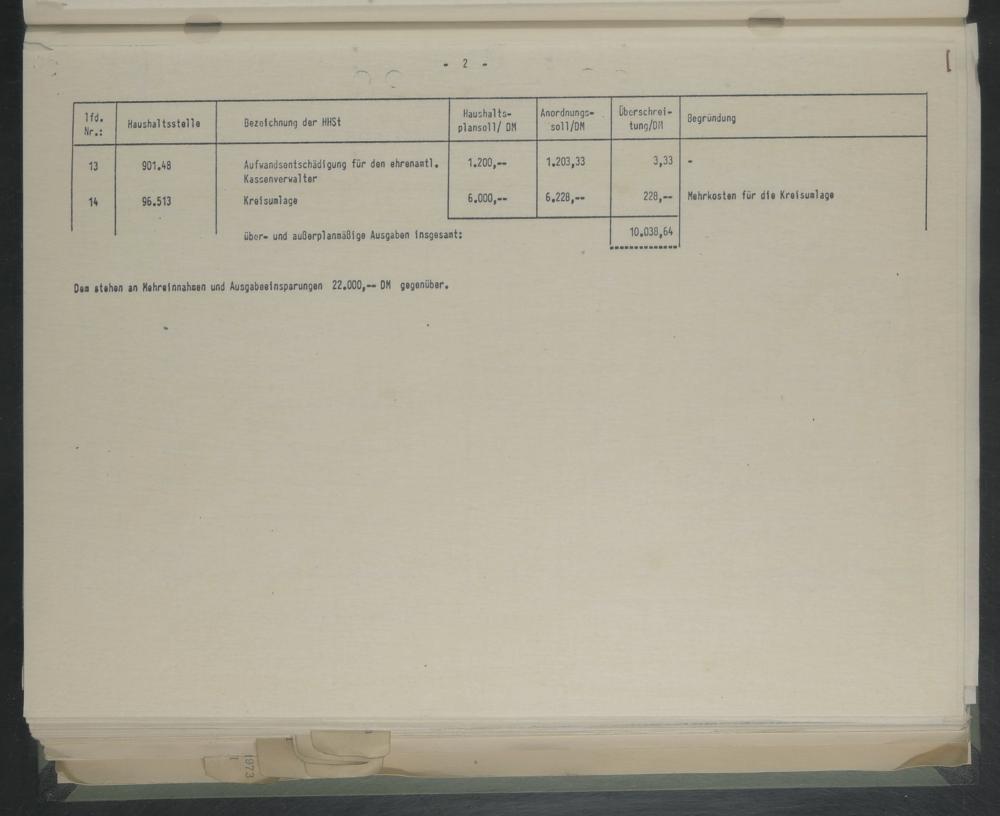 - 2 -
lfd. Nr.: Haushaltsstelle Bezeichnung der HHSt Haushalts- plansoll/ DM Anordnungs- soll/DM Überschrei- tung/DM Begründung
13 901.48 Aufwandsentschädigung für den ehrenamtl. 1.200,-- 1.203,33 3,33 -
Kassenverwalter
14 96.513 Kreisumlage 6.000,-- 6.228,-- 228,-- Mehrkosten für die Kreisumlage
über- und außerplanmäßige Ausgaben insgesamt: 10.038,64
Dem stehen an Mehreinnahmen und Ausgabeeinsparungen 22.000,-- DM gegenüber.
1973